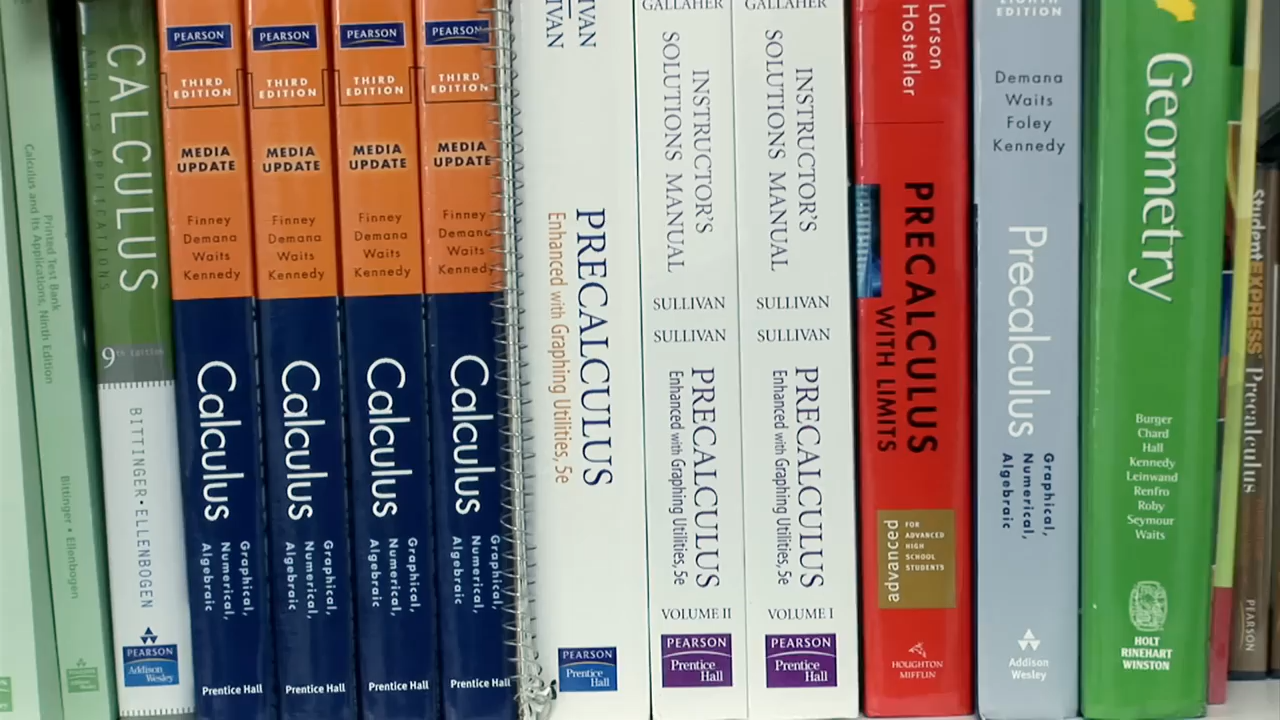 Printed Test Bank
Calculus and Its Applications, Ninth Edition
Bittinger • Ellenbogen
CALCULUS
AND ITS APPLICATIONS
9th Edition
BITTINGER • ELLENBOGEN
PEARSON
Addison
Wesley
PEARSON
THIRD
EDITION
MEDIA
UPDATE
Finney
Demana
Waits
Kennedy
Calculus
Graphical,
Numerical,
Algebraic
Prentice Hall
PEARSON
THIRD
EDITION
MEDIA
UPDATE
Finney
Demana
Waits
Kennedy
Calculus
Graphical,
Numerical,
Algebraic
Prentice Hall
PEARSON
THIRD
EDITION
MEDIA
UPDATE
Finney
Demana
Waits
Kennedy
Calculus
Graphical,
Numerical,
Algebraic
Prentice Hall
PEARSON
THIRD
EDITION
MEDIA
UPDATE
Finney
Demana
Waits
Kennedy
Calculus
Graphical,
Numerical,
Algebraic
Prentice Hall
IVAN
IVAN
PRECALCULUS
Enhanced with Graphing Utilities, 5e
PEARSON
Prentice
Hall
GALLAHER
INSTRUCTOR'S
SOLUTIONS MANUAL
SULLIVAN
SULLIVAN
PRECALCULUS
Enhanced with Graphing Utilities, 5e
VOLUME II
PEARSON
Prentice
Hall
GALLAHER
INSTRUCTOR'S
SOLUTIONS MANUAL
SULLIVAN
SULLIVAN
PRECALCULUS
Enhanced with Graphing Utilities, 5e
VOLUME I
PEARSON
Prentice
Hall
Larson
Hostetler
PRECALCULUS
WITH LIMITS
advanced
FOR
ADVANCED
HIGH
SCHOOL
STUDENTS
HOUGHTON
MIFFLIN
EIGHTH
EDITION
Demana
Waits
Foley
Kennedy
Precalculus
Graphical,
Numerical,
Algebraic
Addison
Wesley
Geometry
Burger
Chard
Hall
Kennedy
Leinwand
Renfro
Roby
Seymour
Waits
HOLT
RINEHART
WINSTON
StudentEXPRESS
Precalculus
PEARSON